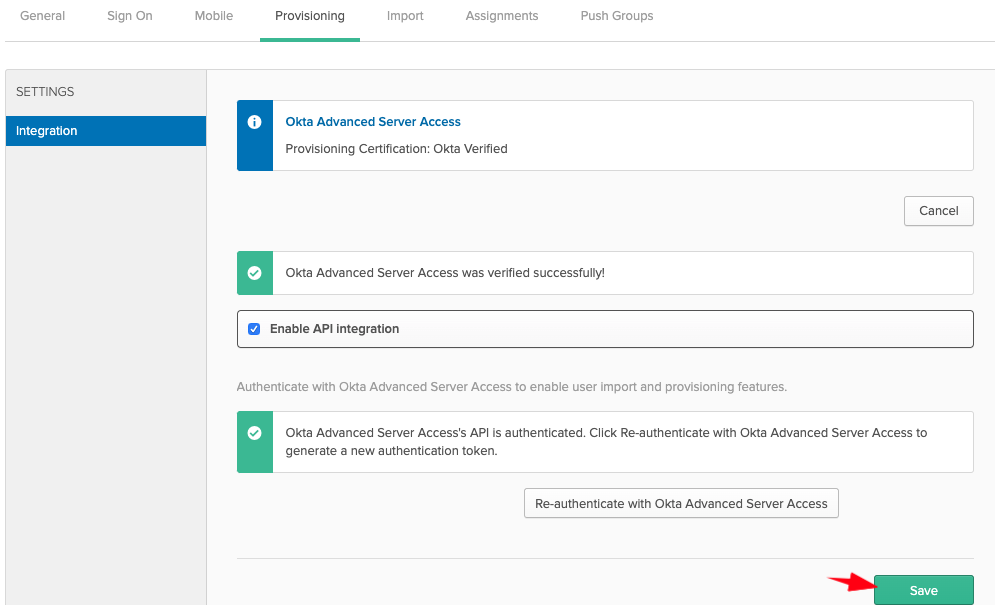 General
Sign On
Mobile
Provisioning
Import
Assignments
Push Groups
SETTINGS
Integration
Okta Advanced Server Access
Provisioning Certification: Okta Verified
Cancel
Okta Advanced Server Access was verified successfully!
Enable API integration
Authenticate with Okta Advanced Server Access to enable user import and provisioning features.
Okta Advanced Server Access's API is authenticated. Click Re-authenticate with Okta Advanced Server Access to
generate a new authentication token.
Re-authenticate with Okta Advanced Server Access
Save